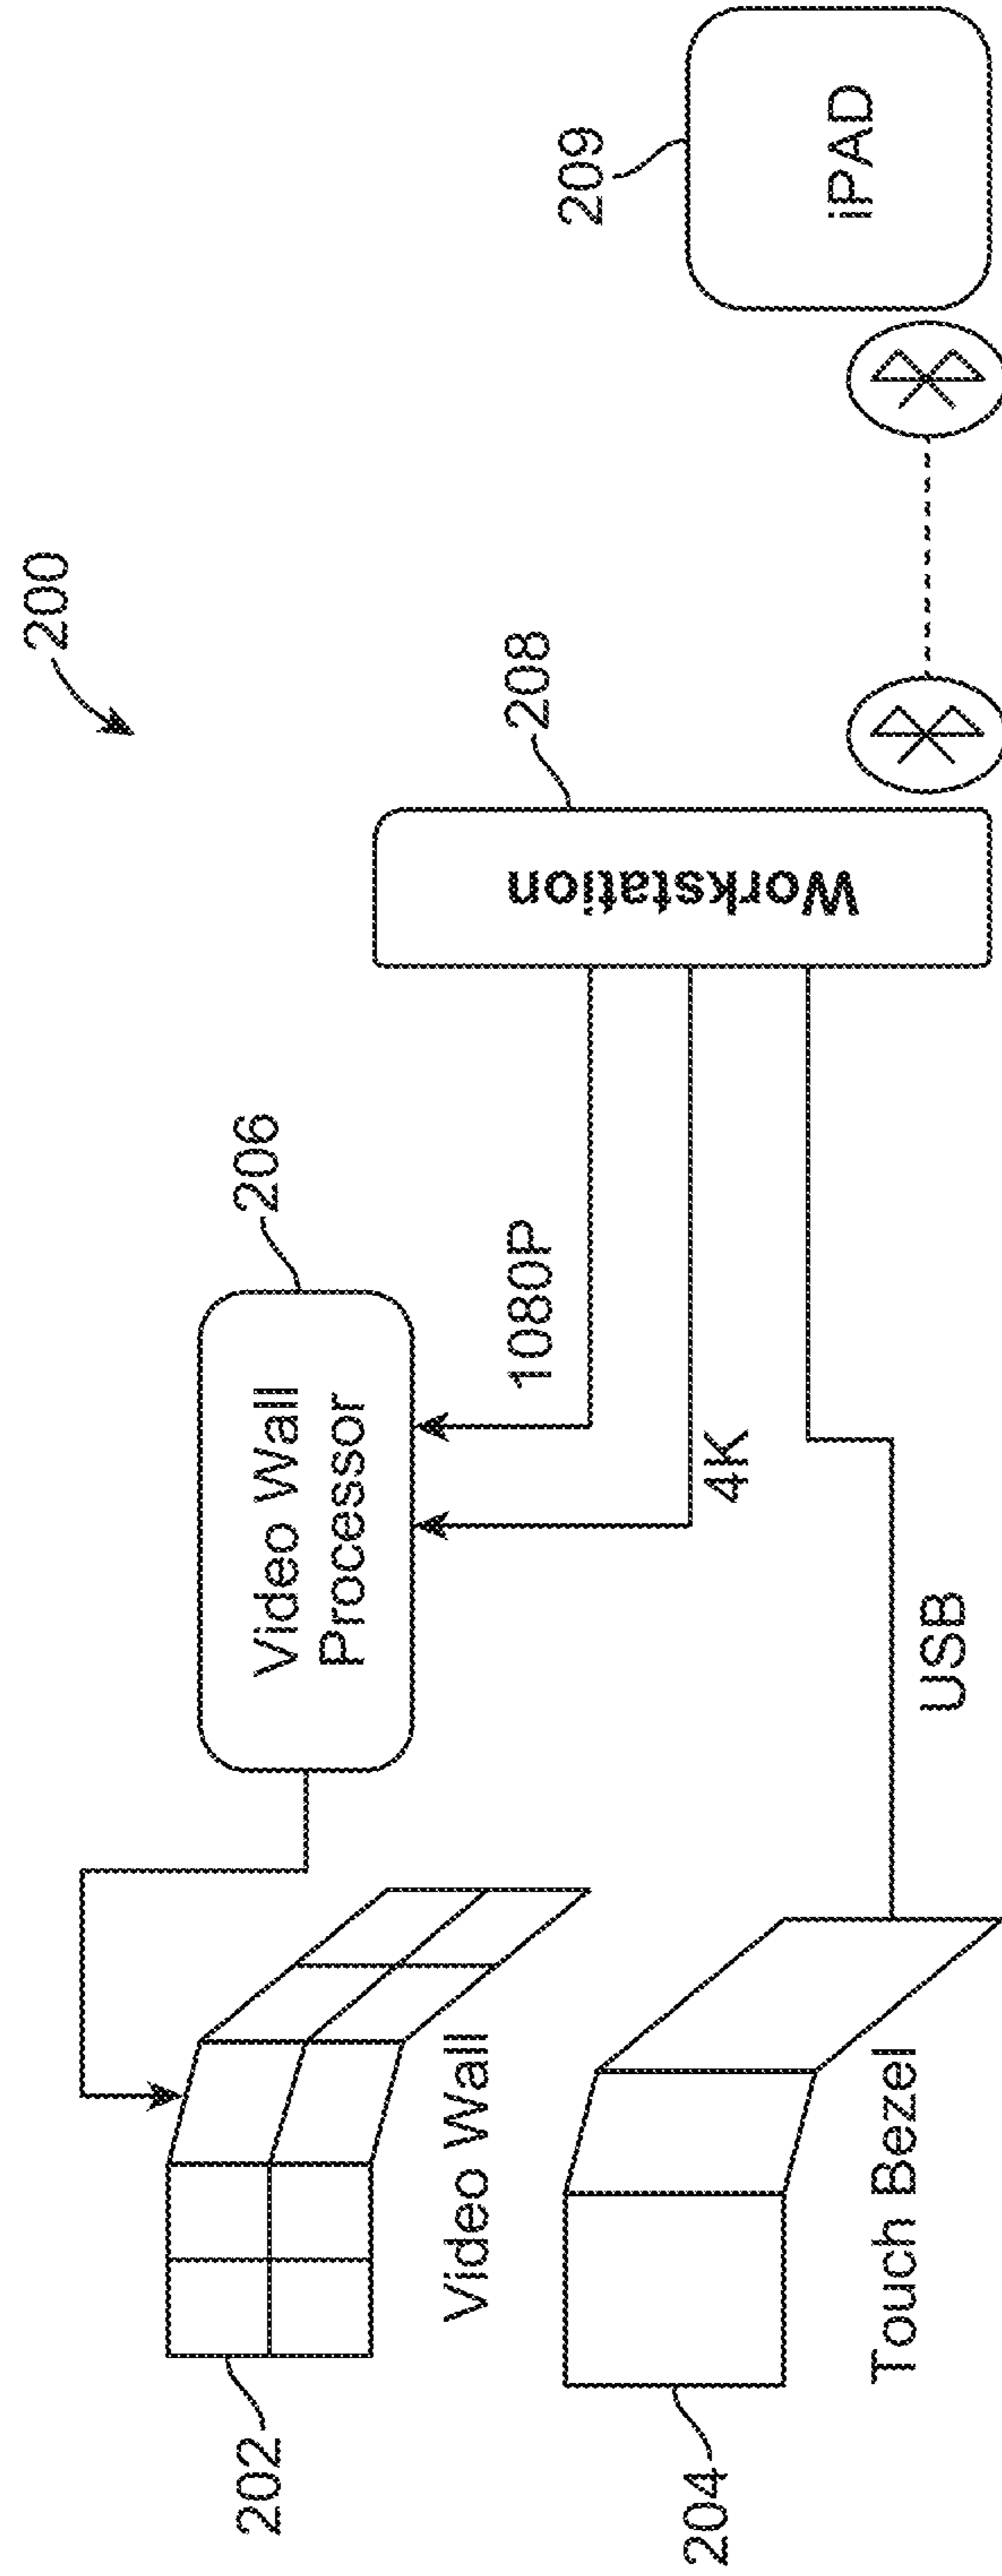 200
202
Video Wall
204
Touch Bezel
Video Wall
Processor
206
1080P
4K
USB
Workstation
208
209
iPAD